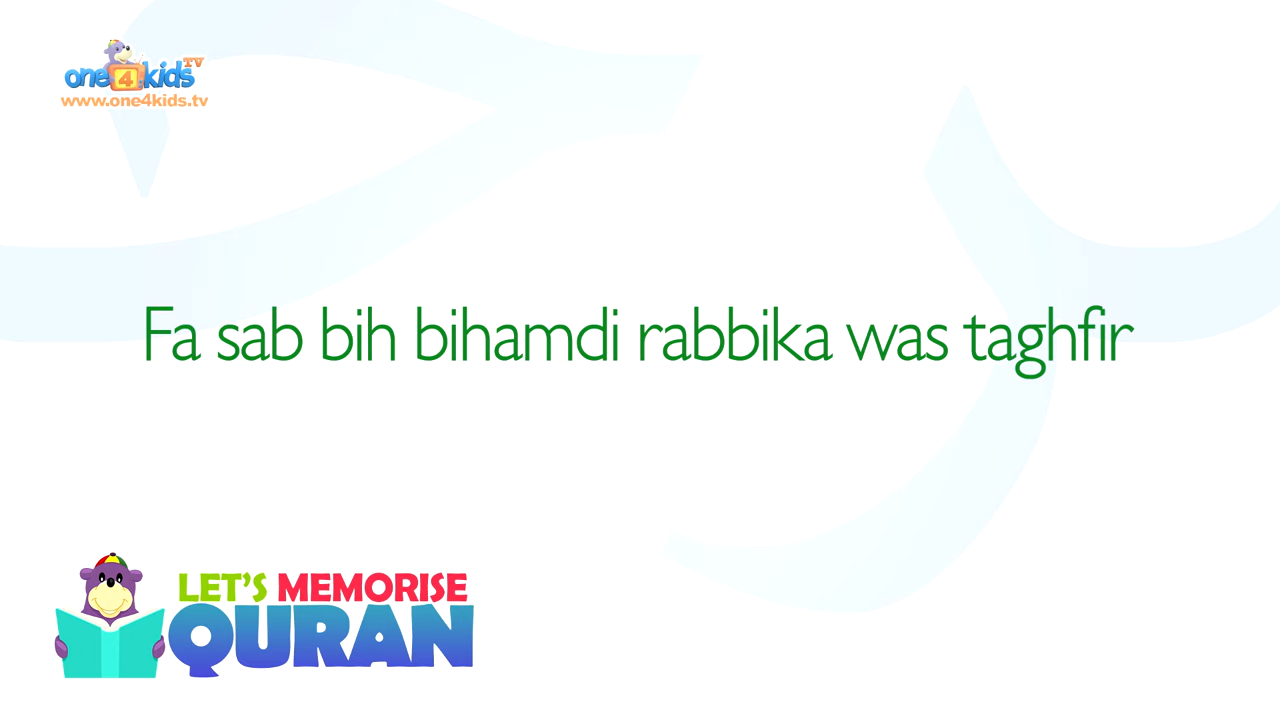 one4kids TV
www.one4kids.tv
Fa sab bih bihamdi rabbika was taghfir
LET'S MEMORISE
QURAN